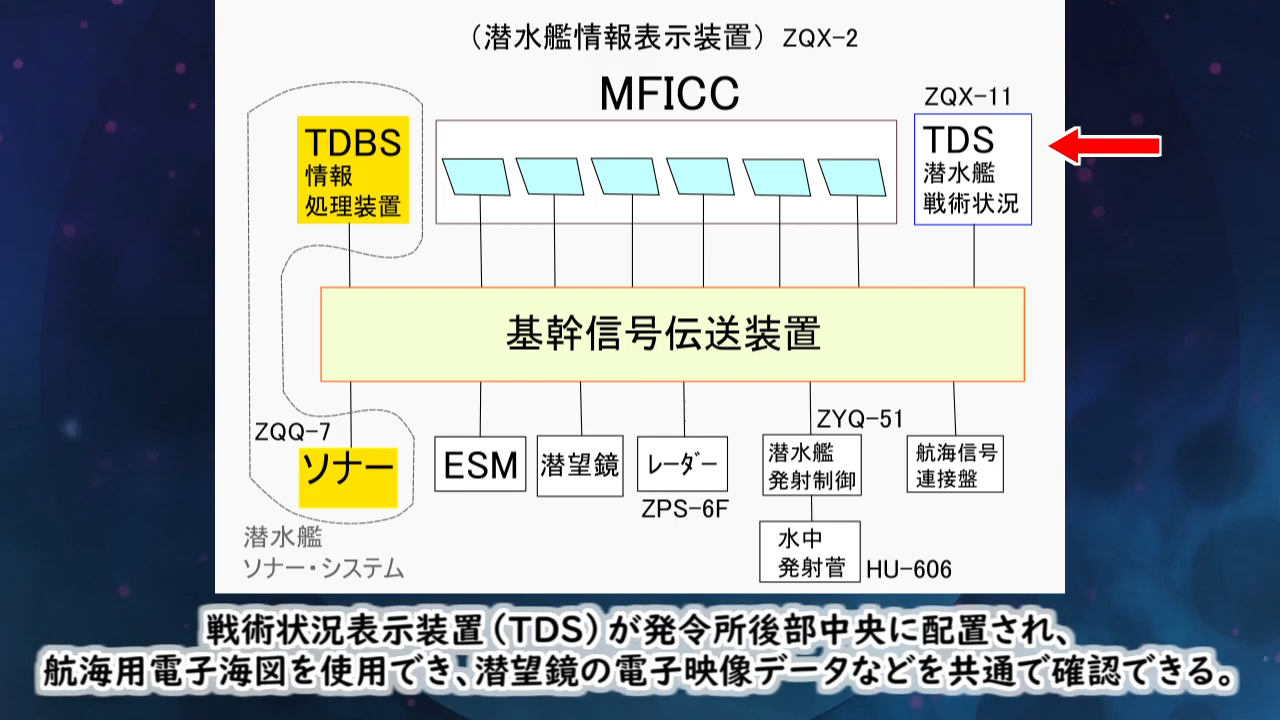 （潜水艦情報表示装置）ZQX-2
MFICC
ZQX-11
TDBS
情報
処理装置
TDS
潜水艦
戦術状況
基幹信号伝送装置
ZQQ-7
ソナー
ESM
潜望鏡
ﾚｰﾀﾞｰ
ZPS-6F
ZYQ-51
潜水艦
発射制御
航海信号
連接盤
水中
発射菅
HU-606
潜水艦
ソナー・システム
戦術状況表示装置（TDS）が発令所後部中央に配置され、
航海用電子海図を使用でき、潜望鏡の電子映像データなどを共通で確認できる。